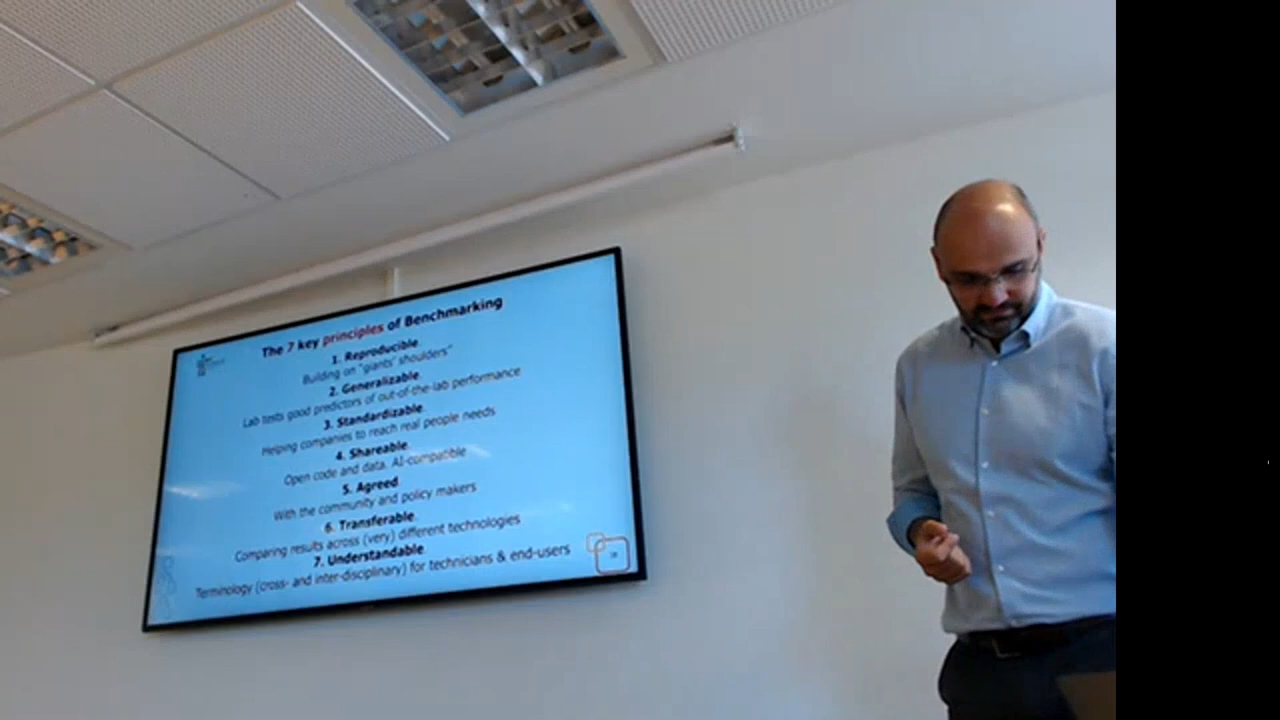 The 7 key principles of Benchmarking
1. Reproducible.
Building on "giants' shoulders"
2. Generalizable.
Lab tests good predictors of out-of-the-lab performance
3. Standardizable.
Helping companies to reach real people needs
4. Shareable.
Open code and data. AI-compatible
5. Agreed.
With the community and policy makers
6. Transferable.
Comparing results across (very) different technologies
7. Understandable.
Terminology (cross- and inter-disciplinary) for technicians & end-users